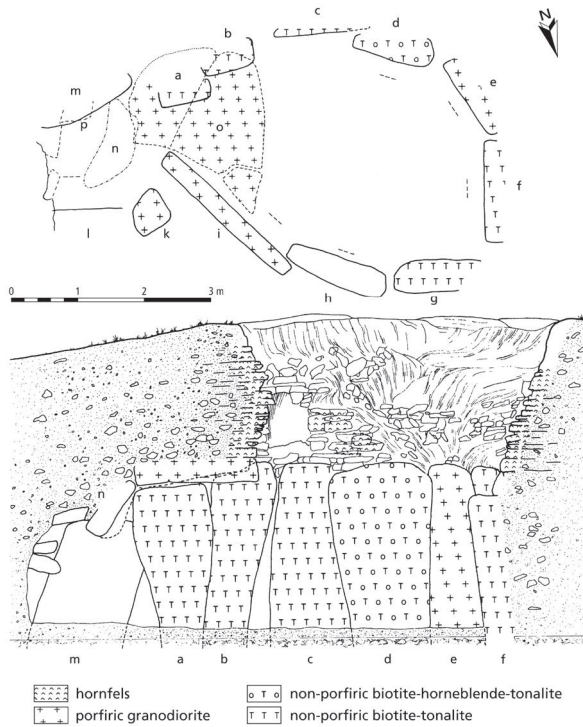 N
c
b
d
a
m
e
p
o
n
f
l
k
i
h
g
0 1 2 3 m
n
m a b c d e f
hornfels
non-porfiric biotite-horneblende-tonalite
porfiric granodiorite
non-porfiric biotite-tonalite